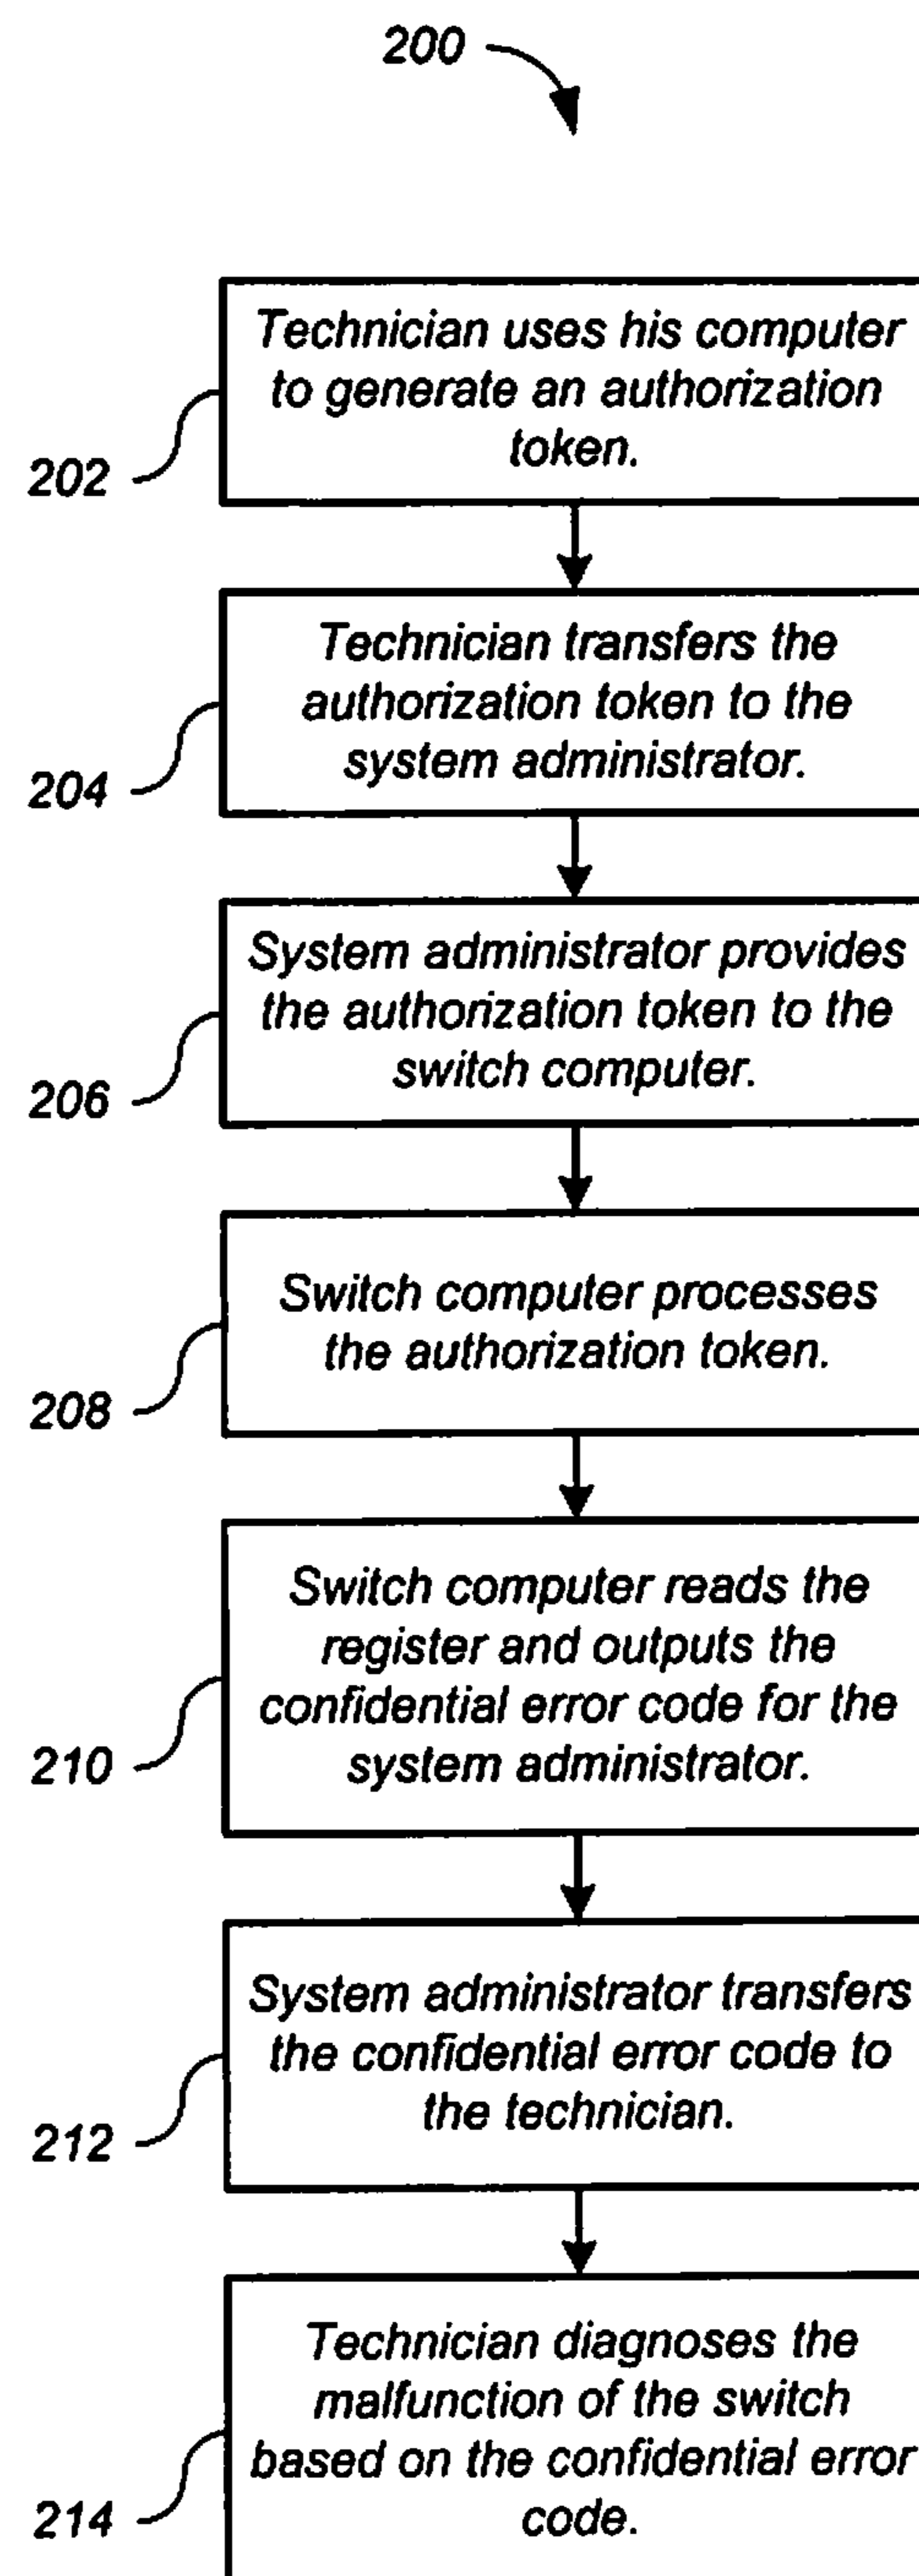 200
Technician uses his computer
to generate an authorization
token.
202
Technician transfers the
authorization token to the
system administrator.
204
System administrator provides
the authorization token to the
switch computer.
206
Switch computer processes
the authorization token.
208
Switch computer reads the
register and outputs the
confidential error code for the
system administrator.
210
System administrator transfers
the confidential error code to
the technician.
212
Technician diagnoses the
malfunction of the switch
based on the confidential error
code.
214